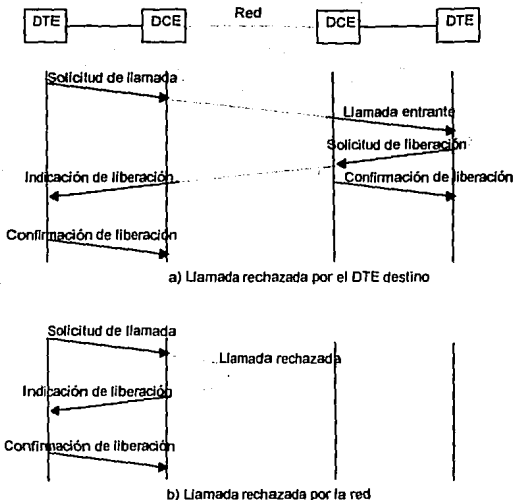 Red
DTE DCE DCE DTE
Solicitud de llamada
Llamada entrante
Solicitud de liberación
Indicación de liberación
Confirmación de liberación
Confirmación de liberación
a) Llamada rechazada por el DTE destino
Solicitud de llamada
Llamada rechazada
Indicación de liberación
Confirmación de liberación
b) Llamada rechazada por la red